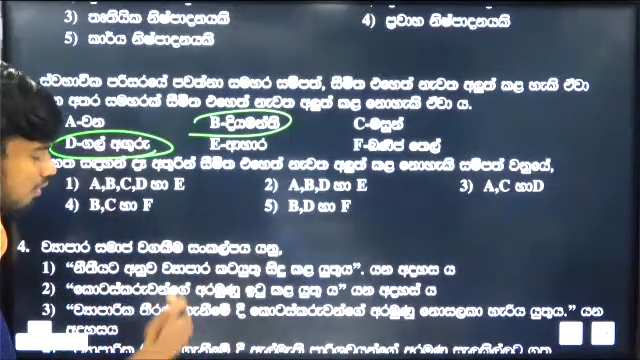 3) තෘතීයික නිෂ්පාදනයකි 4) ප්‍රවාහ නිෂ්පාදනයකි
5) කාර්ය නිෂ්පාදනයකි
ස්වභාවික පරිසරයේ පවත්නා සමහර සම්පත්, සීමිත එහෙත් නැවත අලුත් කළ හැකි ඒවා
අතර සමහරක් සීමිත එහෙත් නැවත අලුත් කළ නොහැකි ඒවා ය.
A-වන B-දියමන්ති C-මසුන්
D-ගල් අඟුරු E-ආහාර F-ඛනිජ තෙල්
සඳහන් දෑ අතුරින් සීමිත එහෙත් නැවත අලුත් කළ නොහැකි සම්පත් වනුයේ,
1) A,B,C,D හා E 2) A,B,D හා E 3) A,C හාD
4) B,C හා F 5) B,D හා F
4. ව්‍යාපාර සමාජ වගකීම සංකල්පය යනු,
1) “නීතියට අනුව ව්‍යාපාර කටයුතු සිදු කළ යුතුය”. යන අදහස ය
2) “කොටස්කරුවන්ගේ අරමුණු ඉටු කළ යුතු ය” යන අදහස් ය
3) “ව්‍යාපාරික ගැනීමේ දී කොටස්කරුවන්ගේ අරමුණු නොසලකා හැරිය යුතුය.” යන
අදහසය